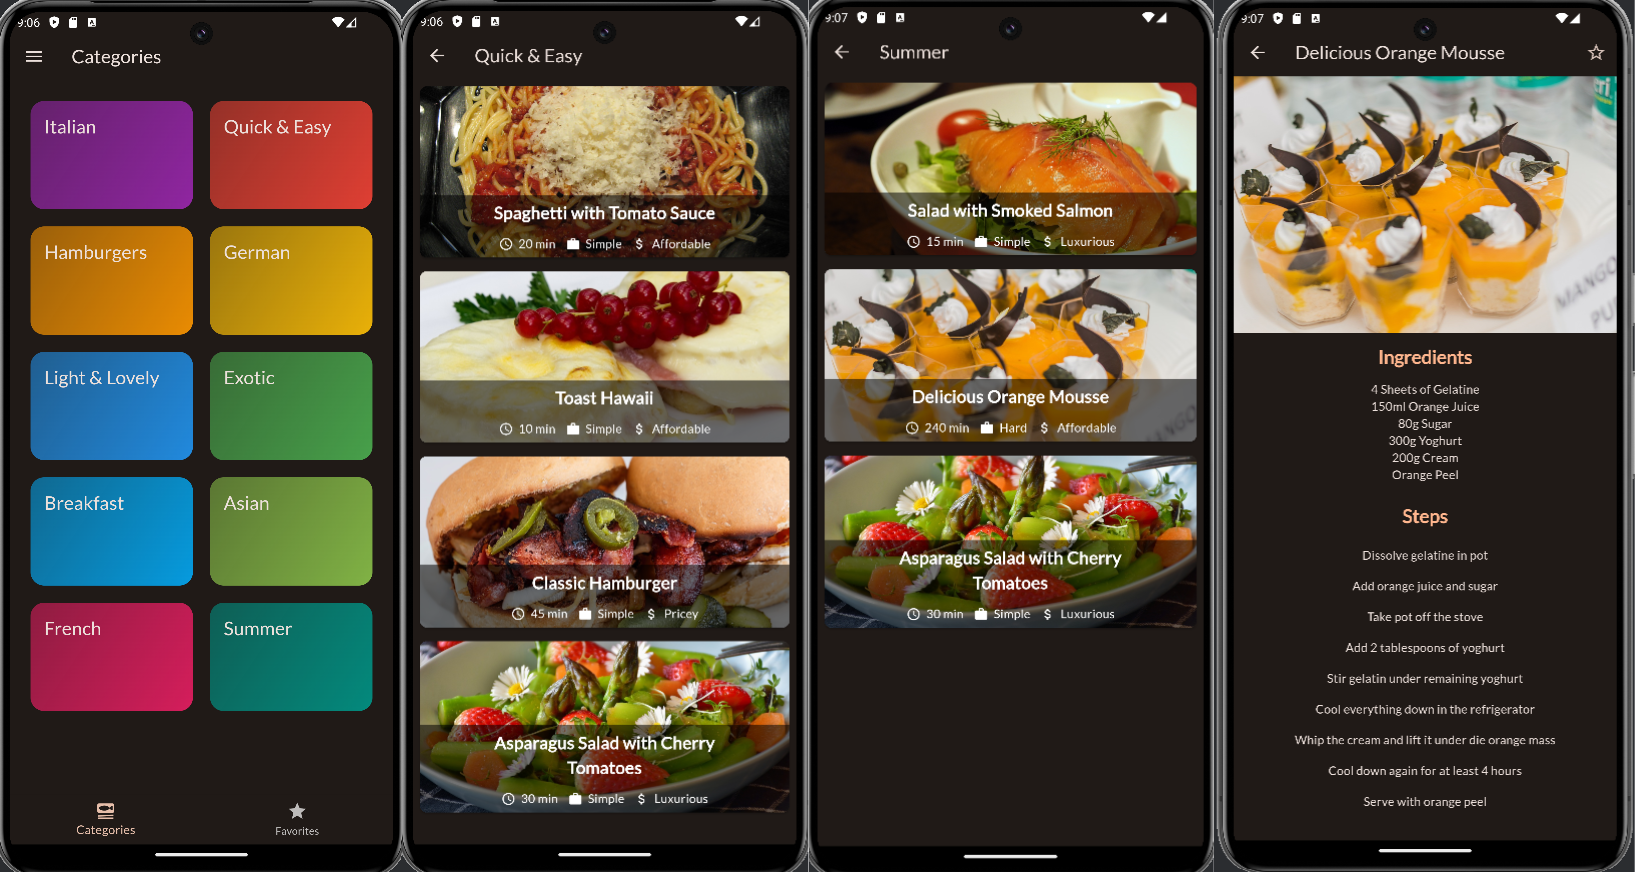 9:06
Categories
Italian
Quick & Easy
Hamburgers
German
Light & Lovely
Exotic
Breakfast
Asian
French
Summer
Categories
Favorites
9:06
Quick & Easy
Spaghetti with Tomato Sauce
20 min Simple $ Affordable
Toast Hawaii
10 min Simple $ Affordable
Classic Hamburger
45 min Simple $ Pricey
Asparagus Salad with Cherry
Tomatoes
30 min Simple $ Luxurious
9:07
Summer
Salad with Smoked Salmon
15 min Simple $ Luxurious
Delicious Orange Mousse
240 min Hard $ Affordable
Asparagus Salad with Cherry
Tomatoes
30 min Simple $ Luxurious
9:07
Delicious Orange Mousse
MANGO
Ingredients
4 Sheets of Gelatine
150ml Orange Juice
80g Sugar
300g Yoghurt
200g Cream
Orange Peel
Steps
Dissolve gelatine in pot
Add orange juice and sugar
Take pot off the stove
Add 2 tablespoons of yoghurt
Stir gelatin under remaining yoghurt
Cool everything down in the refrigerator
Whip the cream and lift it under die orange mass
Cool down again for at least 4 hours
Serve with orange peel